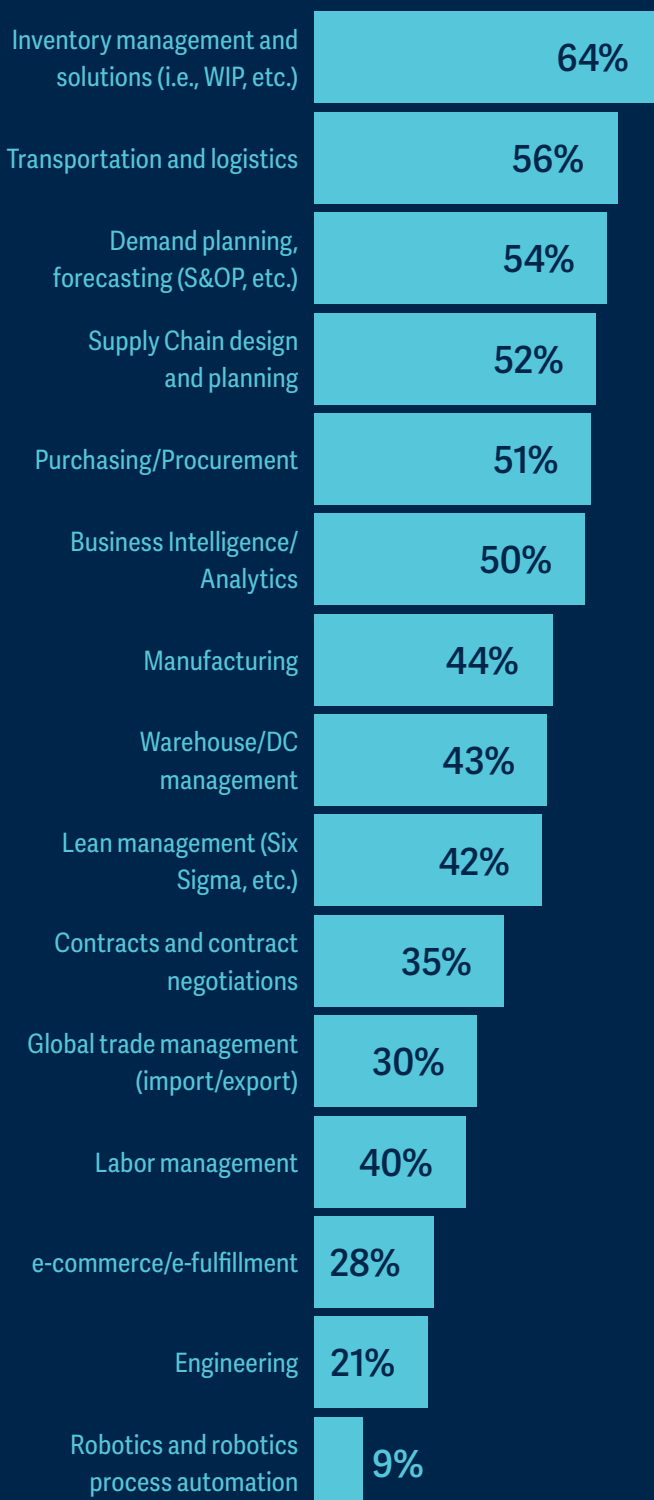 Inventory management and
solutions (i.e., WIP, etc.)
64%
Transportation and logistics
56%
Demand planning,
forecasting (S&OP, etc.)
54%
Supply Chain design
and planning
52%
Purchasing/Procurement
51%
Business Intelligence/
Analytics
50%
Manufacturing
44%
Warehouse/DC
management
43%
Lean management (Six
Sigma, etc.)
42%
Contracts and contract
negotiations
35%
Global trade management
(import/export)
30%
Labor management
40%
e-commerce/e-fulfillment
28%
Engineering
21%
Robotics and robotics
process automation
9%